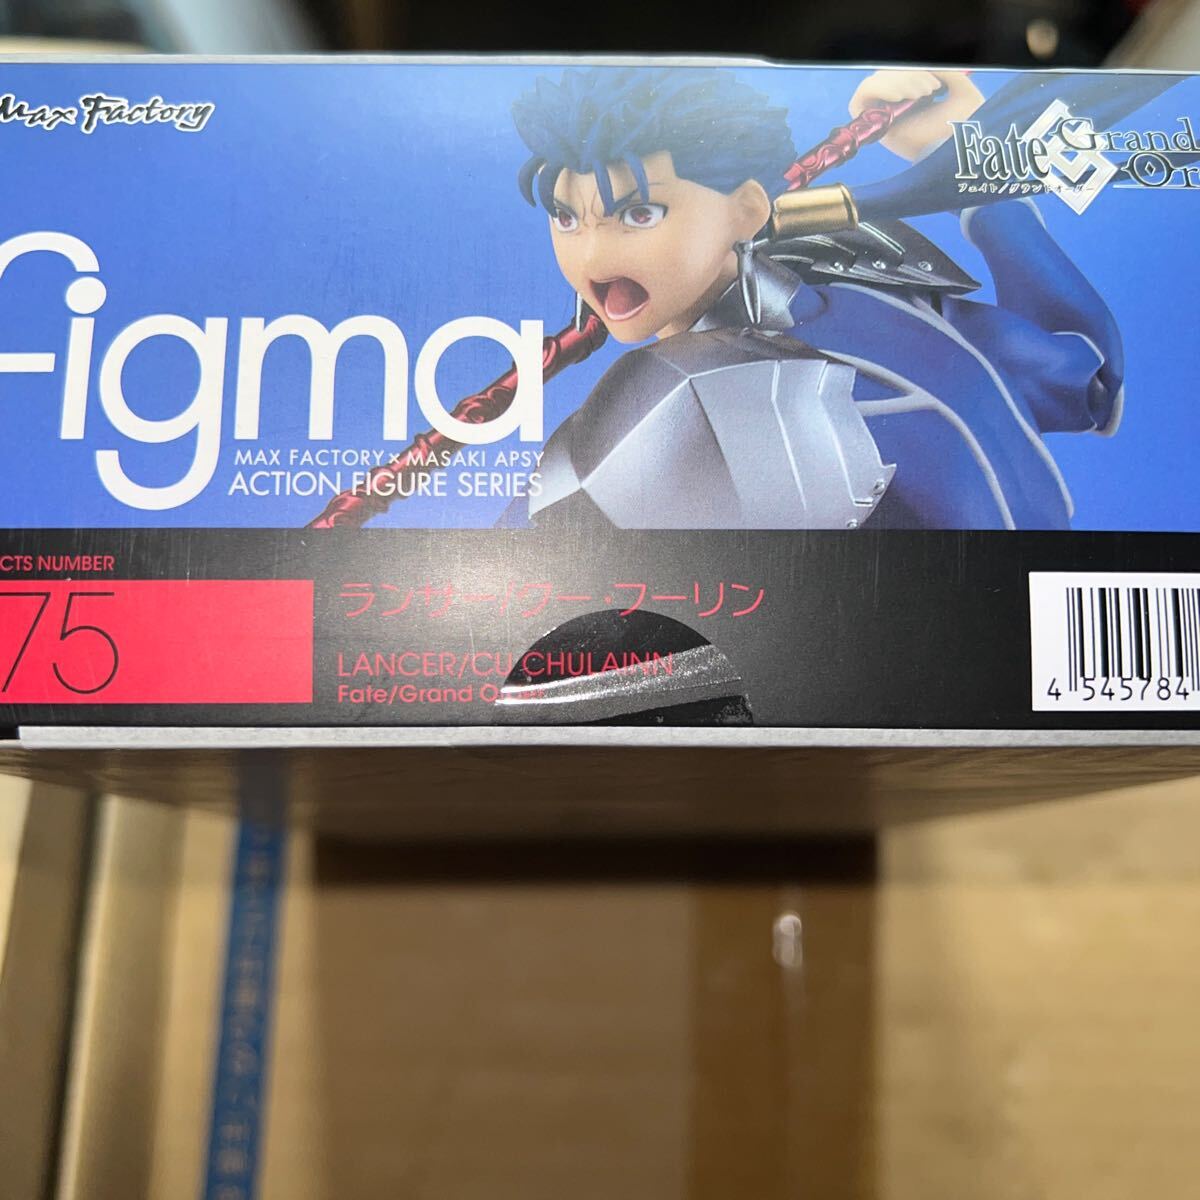 Max Factory
Fate Grand Or
フェイト/グランドオーダー
figma
MAX FACTORY×MASAKI APSY
ACTION FIGURE SERIES
CTS NUMBER
75
ランサー/クー・フーリン
LANCER/CU CHULAINN
Fate/Grand Order
4 545784